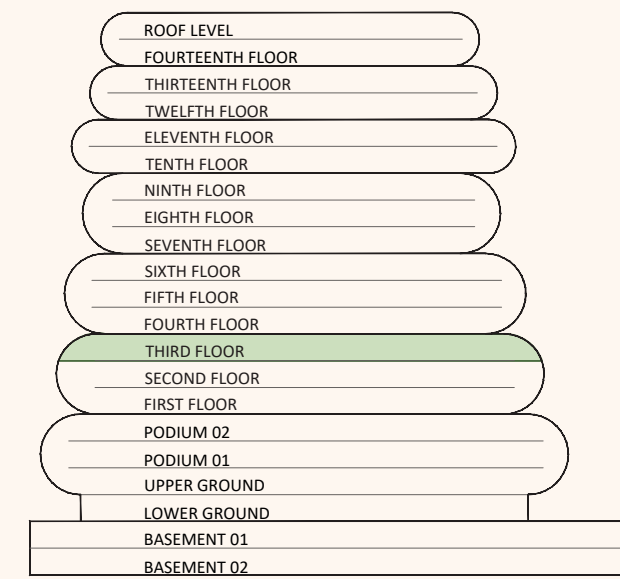 ROOF LEVEL
FOURTEENTH FLOOR
THIRTEENTH FLOOR
TWELFTH FLOOR
ELEVENTH FLOOR
TENTH FLOOR
NINTH FLOOR
EIGHTH FLOOR
SEVENTH FLOOR
SIXTH FLOOR
FIFTH FLOOR
FOURTH FLOOR
THIRD FLOOR
SECOND FLOOR
FIRST FLOOR
PODIUM 02
PODIUM 01
UPPER GROUND
LOWER GROUND
BASEMENT 01
BASEMENT 02